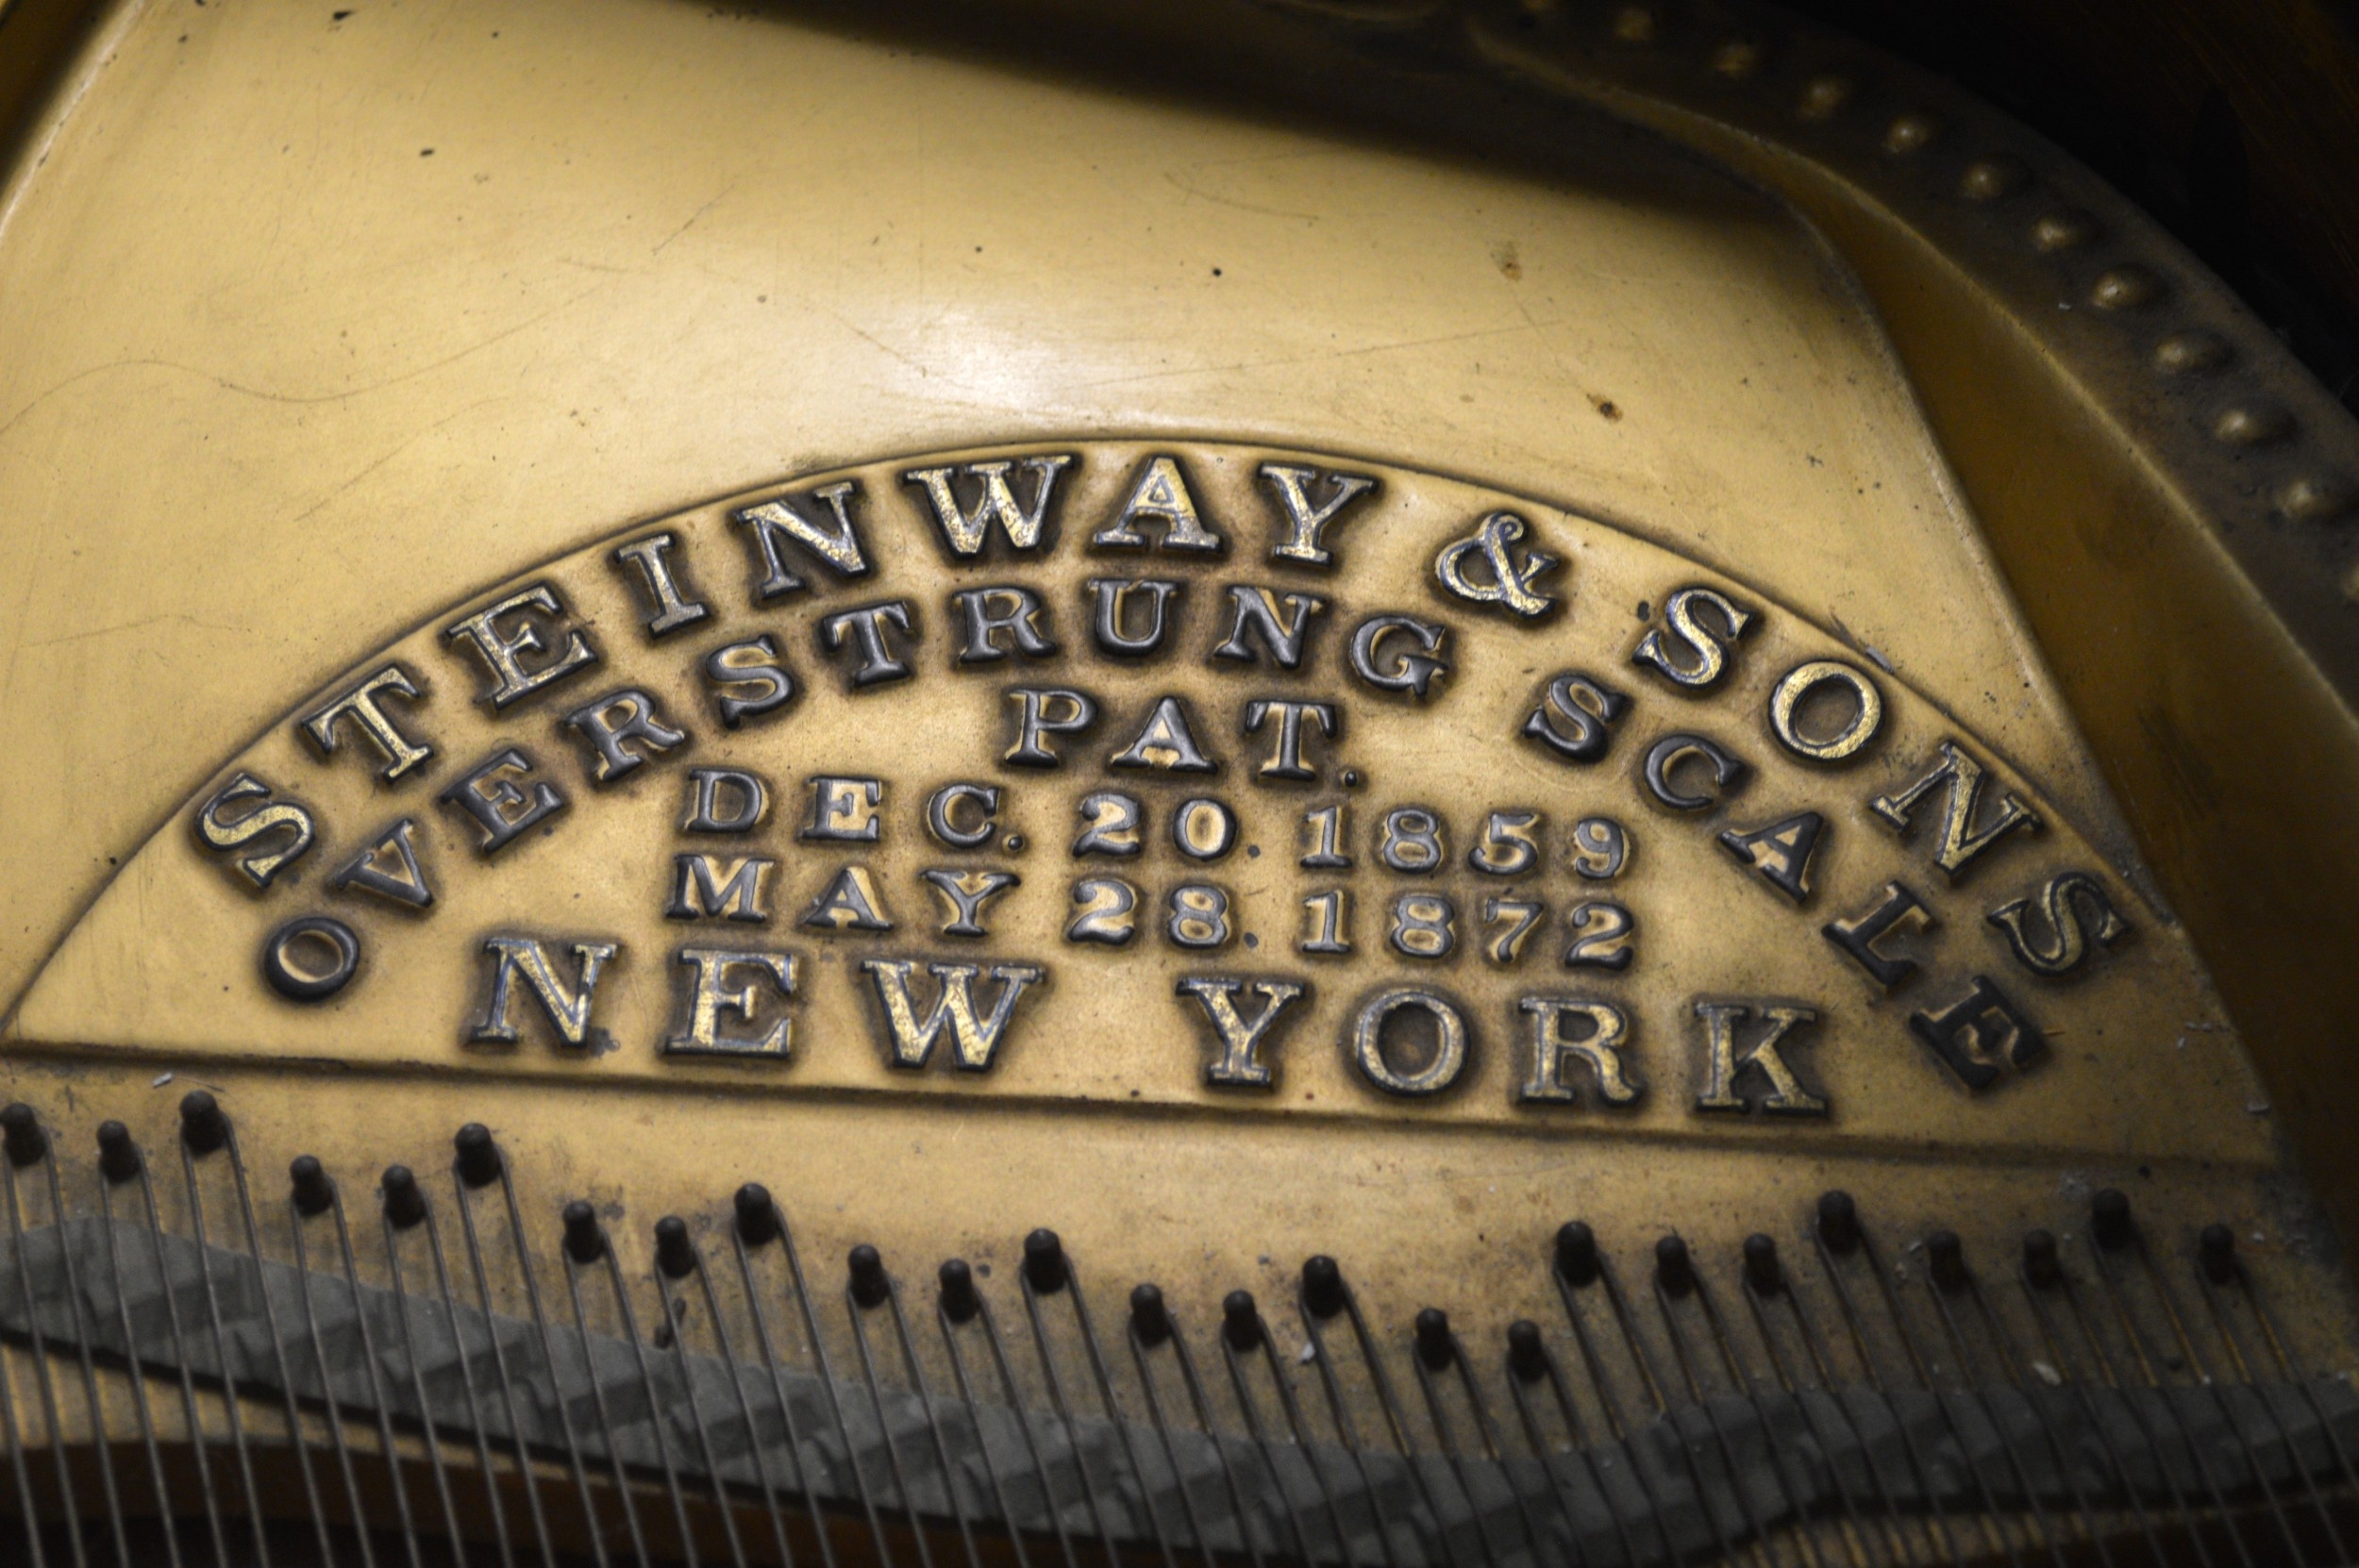 STEINWAY & SONS
OVERSTRUNG SCALE
PAT.
DEC. 20. 1859
MAY 28. 1872
NEW YORK